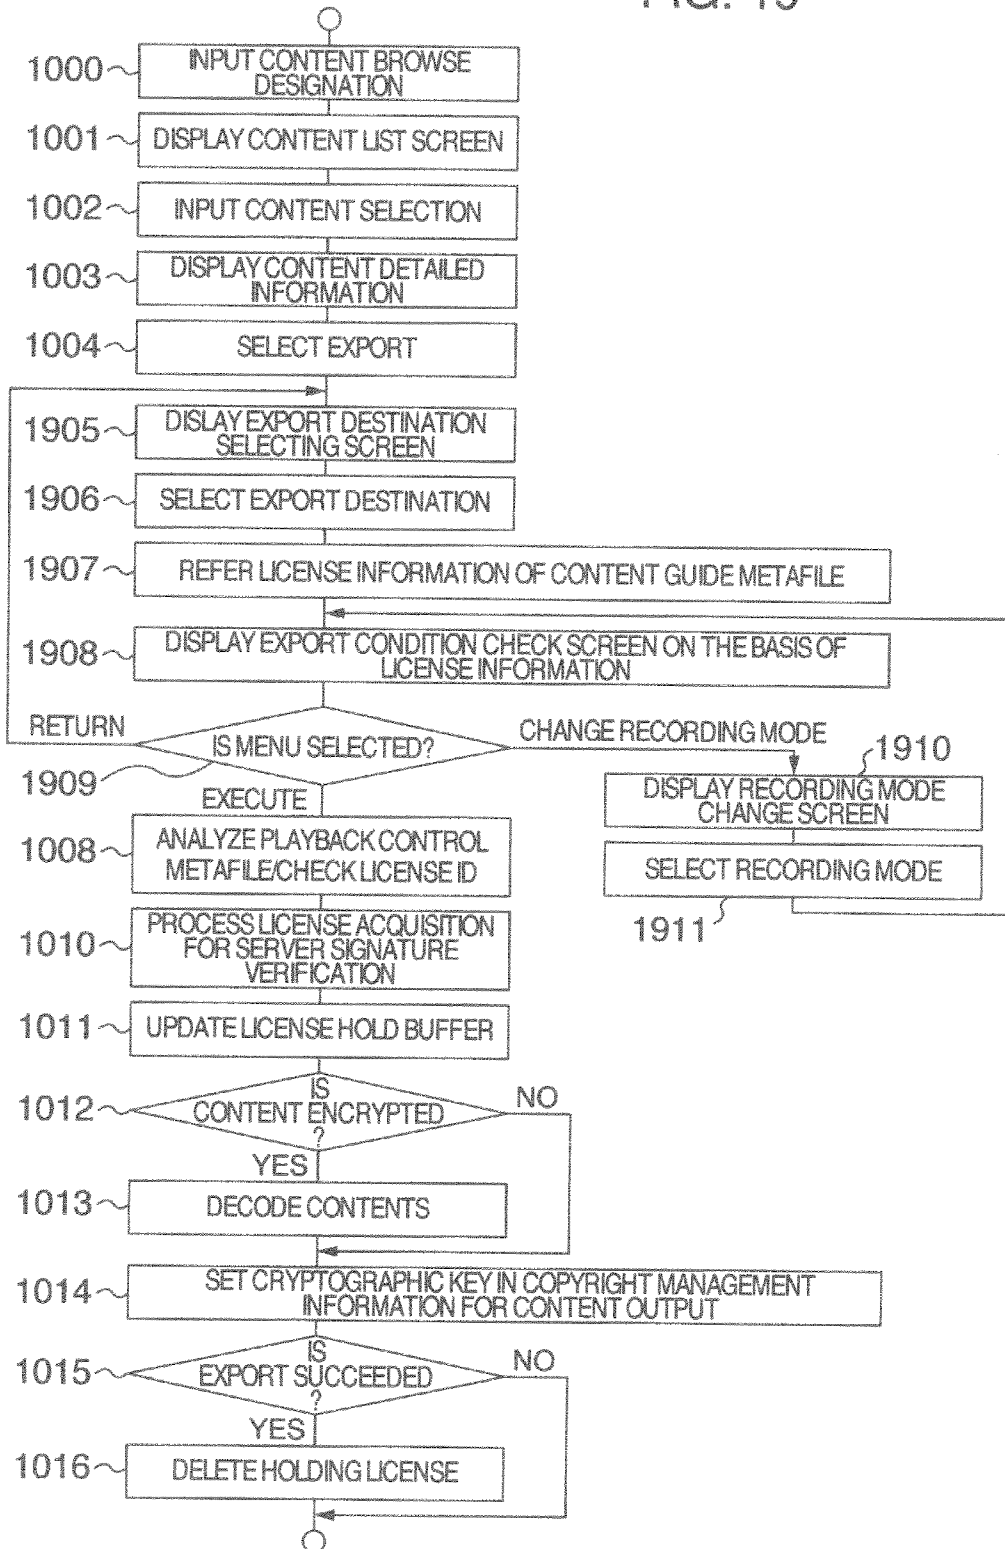 FIG. 19
1000
INPUT CONTENT BROWSE
DESIGNATION
1001
DISPLAY CONTENT LIST SCREEN
1002
INPUT CONTENT SELECTION
1003
DISPLAY CONTENT DETAILED
INFORMATION
1004
SELECT EXPORT
1905
DISLAY EXPORT DESTINATION
SELECTING SCREEN
1906
SELECT EXPORT DESTINATION
1907
REFER LICENSE INFORMATION OF CONTENT GUIDE METAFILE
1908
DISPLAY EXPORT CONDITION CHECK SCREEN ON THE BASIS OF
LICENSE INFORMATION
RETURN
IS MENU SELECTED?
CHANGE RECORDING MODE
1909
1910
DISPLAY RECORDING MODE
CHANGE SCREEN
EXECUTE
1008
ANALYZE PLAYBACK CONTROL
METAFILE/CHECK LICENSE ID
SELECT RECORDING MODE
1911
1010
PROCESS LICENSE ACQUISITION
FOR SERVER SIGNATURE
VERIFICATION
1011
UPDATE LICENSE HOLD BUFFER
1012
IS
CONTENT ENCRYPTED
?
NO
YES
1013
DECODE CONTENTS
1014
SET CRYPTOGRAPHIC KEY IN COPYRIGHT MANAGEMENT
INFORMATION FOR CONTENT OUTPUT
1015
IS
EXPORT SUCCEEDED
?
NO
YES
1016
DELETE HOLDING LICENSE